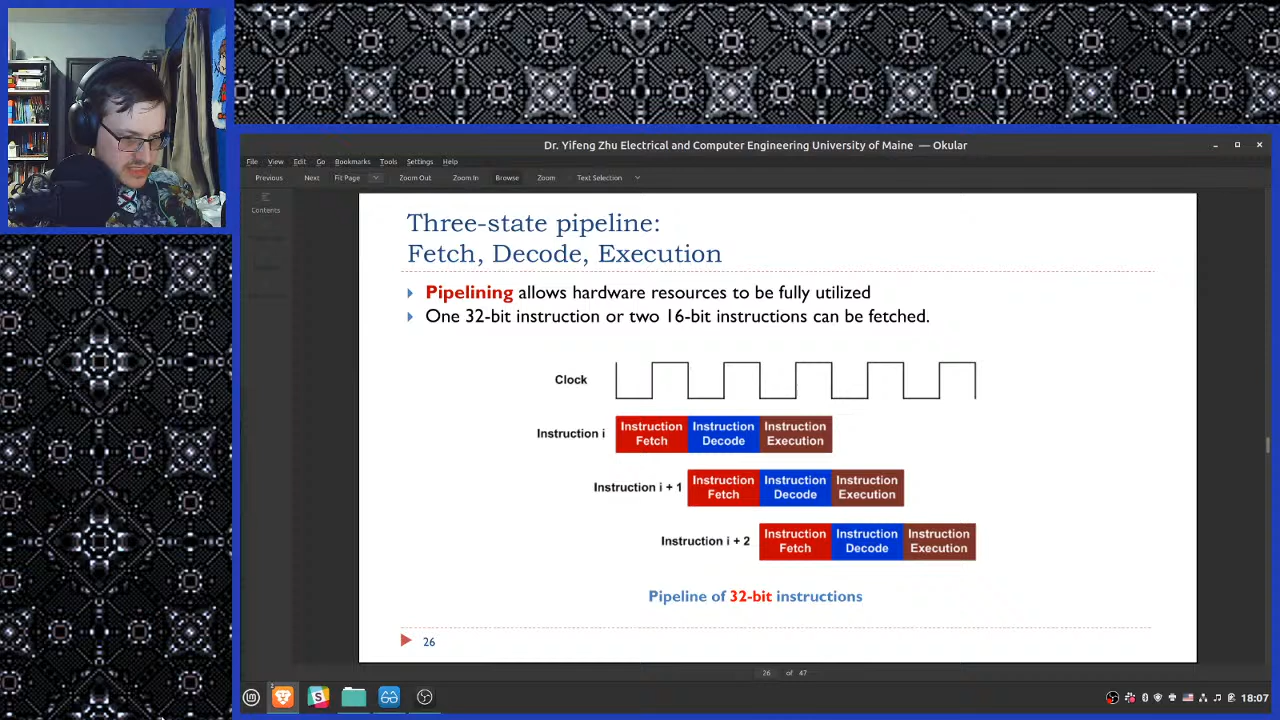 Dr. Yifeng Zhu Electrical and Computer Engineering University of Maine — Okular
File View Edit Go Bookmarks Tools Settings Help
Previous Next Fit Page Zoom Out Zoom In Browse Zoom Text Selection
Contents
Three-state pipeline:
Fetch, Decode, Execution
Pipelining allows hardware resources to be fully utilized
One 32-bit instruction or two 16-bit instructions can be fetched.
Clock
Instruction i
Instruction Fetch
Instruction Decode
Instruction Execution
Instruction i + 1
Instruction Fetch
Instruction Decode
Instruction Execution
Instruction i + 2
Instruction Fetch
Instruction Decode
Instruction Execution
Pipeline of 32-bit instructions
26
26 of 47
18:07